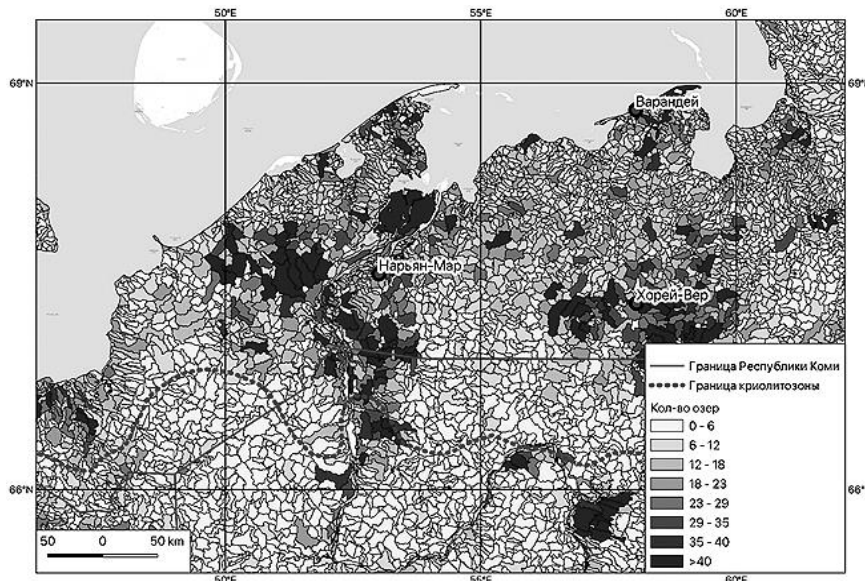 50°E 55°E 60°E
69°N 69°N
Варандей
Нарьян-Мар
Хорей-Вер
Граница Республики Коми
Граница криолитозоны
Кол-во озер
0 - 6
6 - 12
12 - 18
18 - 23
23 - 29
29 - 35
35 - 40
>40
66°N 66°N
50 0 50 km
50°E 55°E 60°E